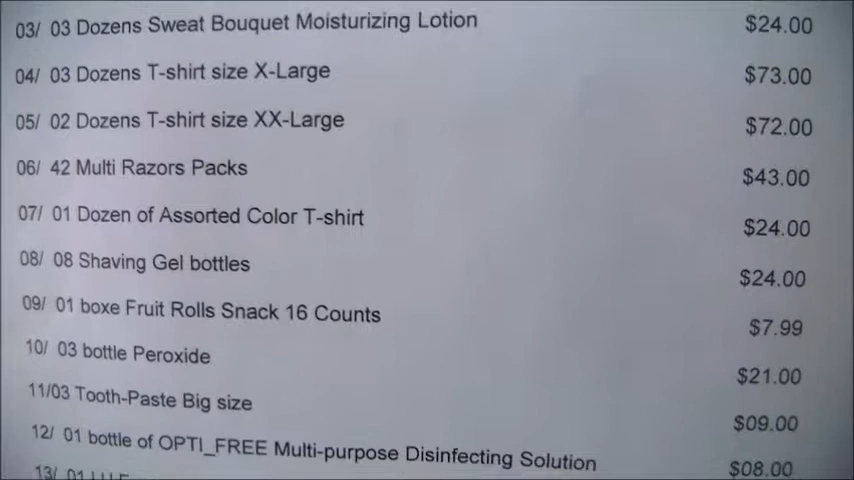 03/ 03 Dozens Sweat Bouquet Moisturizing Lotion $24.00
04/ 03 Dozens T-shirt size X-Large $73.00
05/ 02 Dozens T-shirt size XX-Large $72.00
06/ 42 Multi Razors Packs $43.00
07/ 01 Dozen of Assorted Color T-shirt $24.00
08/ 08 Shaving Gel bottles $24.00
09/ 01 boxe Fruit Rolls Snack 16 Counts $7.99
10/ 03 bottle Peroxide $21.00
11/03 Tooth-Paste Big size $09.00
12/ 01 bottle of OPTI_FREE Multi-purpose Disinfecting Solution $08.00
13/ 01